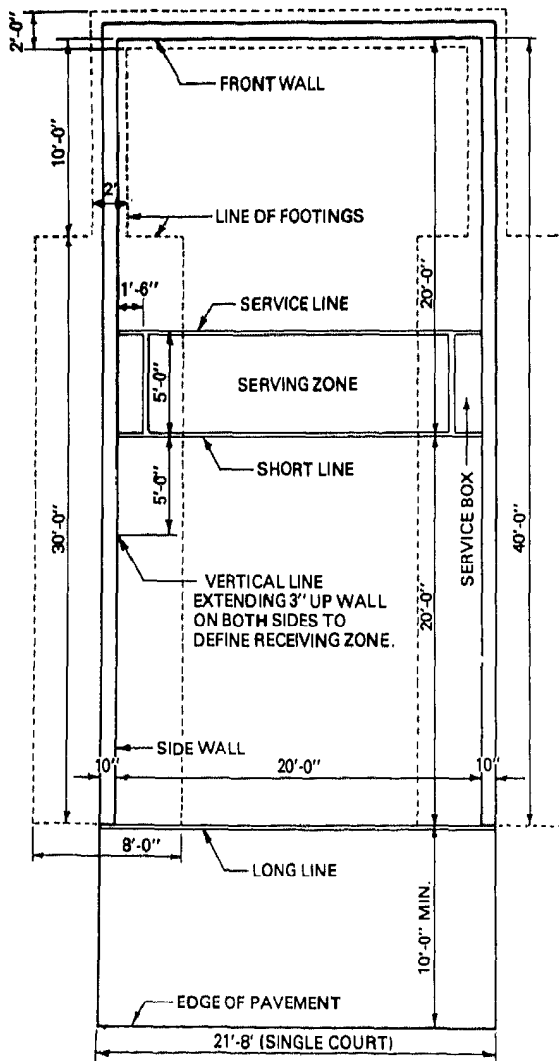 2'-0"
FRONT WALL
10'-0"
2'
LINE OF FOOTINGS
1'-6"
SERVICE LINE
20'-0"
5'-0"
SERVING ZONE
SHORT LINE
5'-0"
SERVICE BOX
30'-0"
40'-0"
VERTICAL LINE
EXTENDING 3" UP WALL
ON BOTH SIDES TO
DEFINE RECEIVING ZONE.
20'-0"
SIDE WALL
10"
20'-0"
10"
8'-0"
LONG LINE
10'-0" MIN.
EDGE OF PAVEMENT
21'-8' (SINGLE COURT)